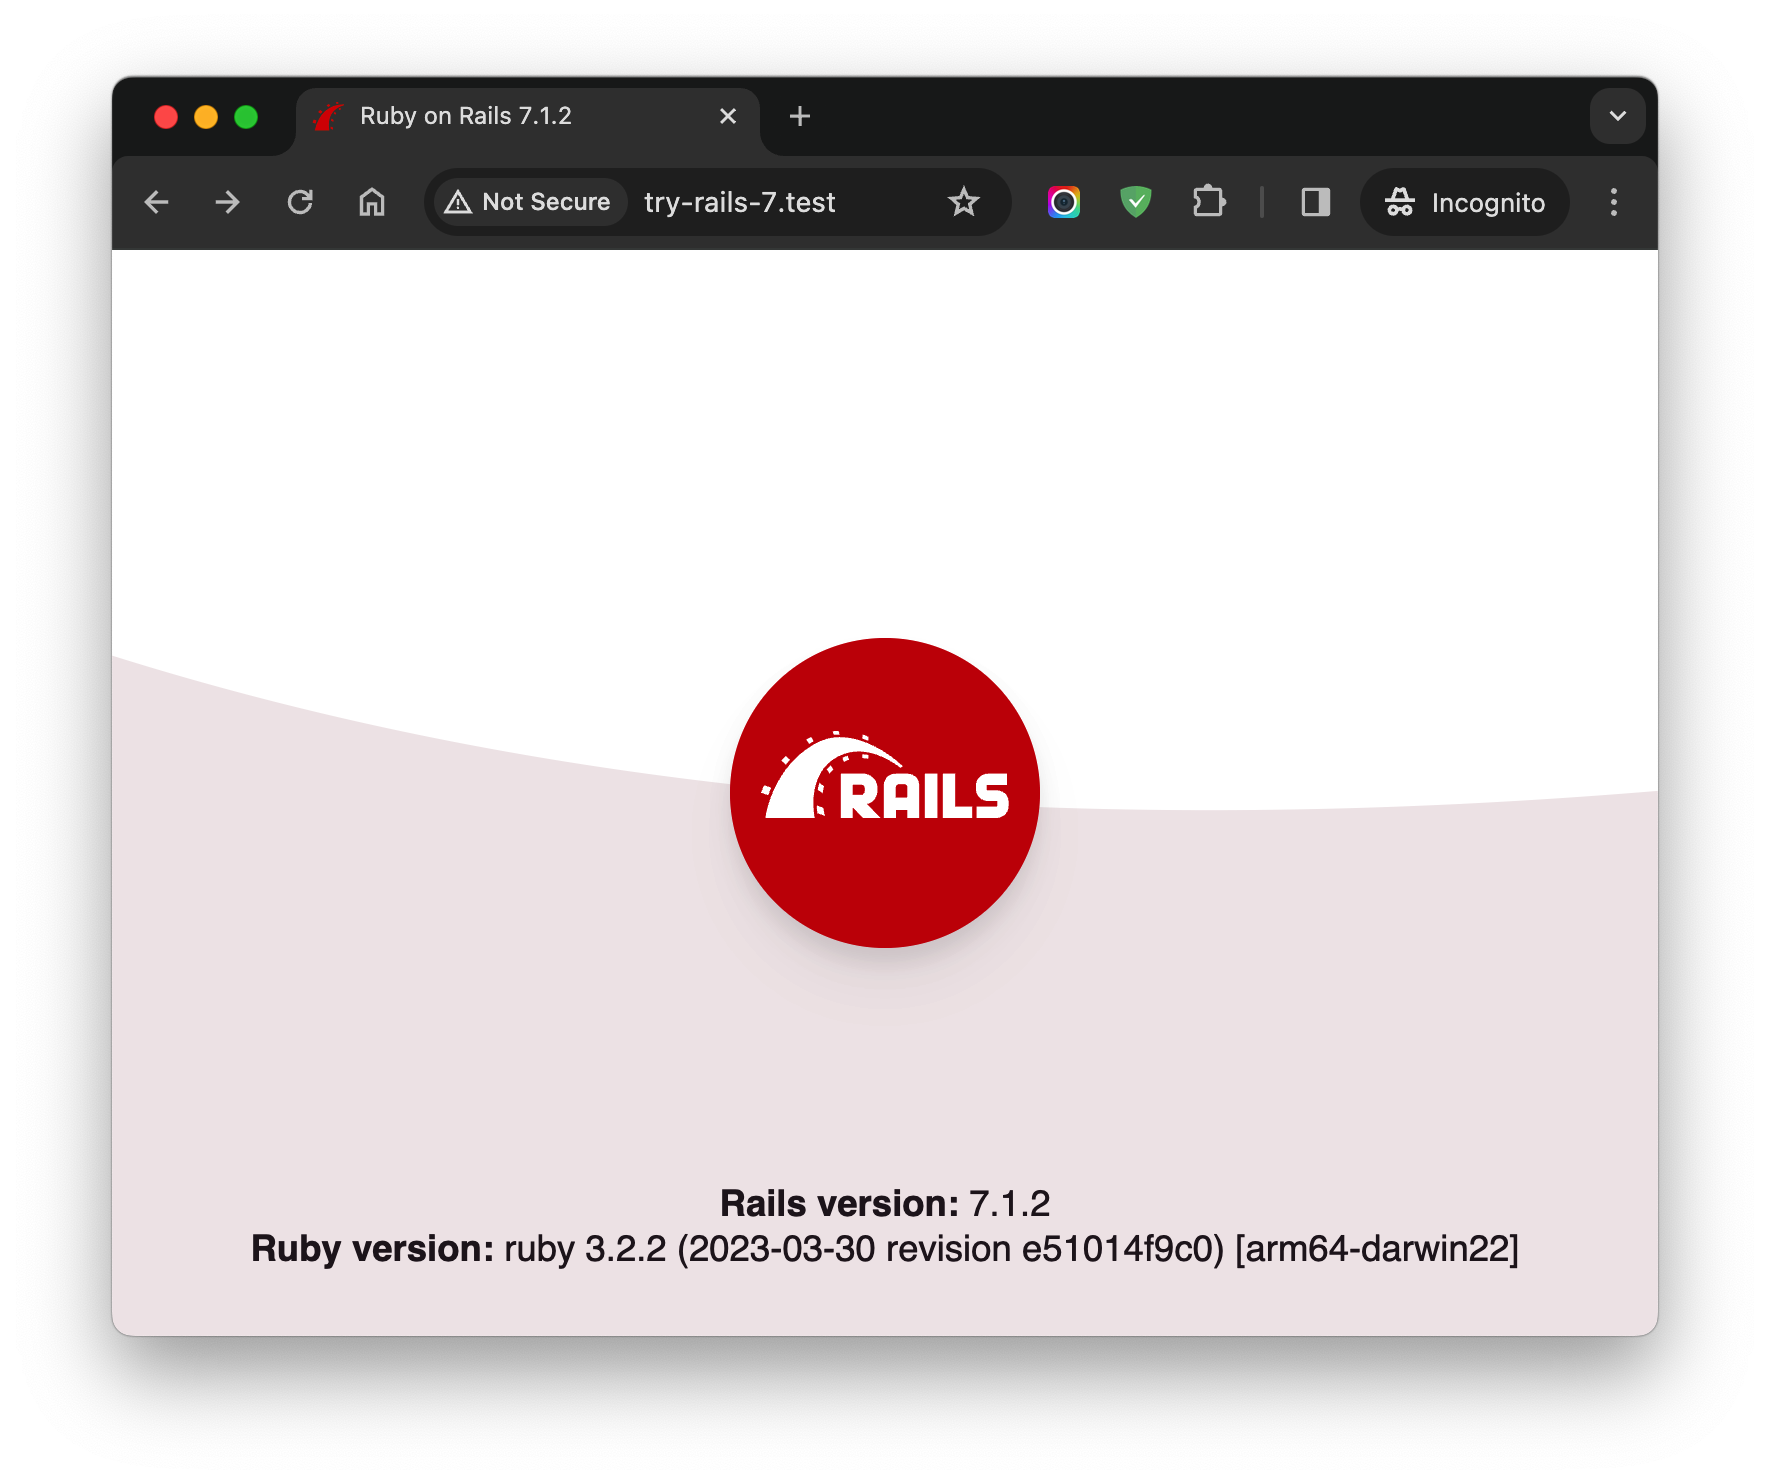 Ruby on Rails 7.1.2
Not Secure try-rails-7.test Incognito
RAILS
Rails version: 7.1.2
Ruby version: ruby 3.2.2 (2023-03-30 revision e51014f9c0) [arm64-darwin22]